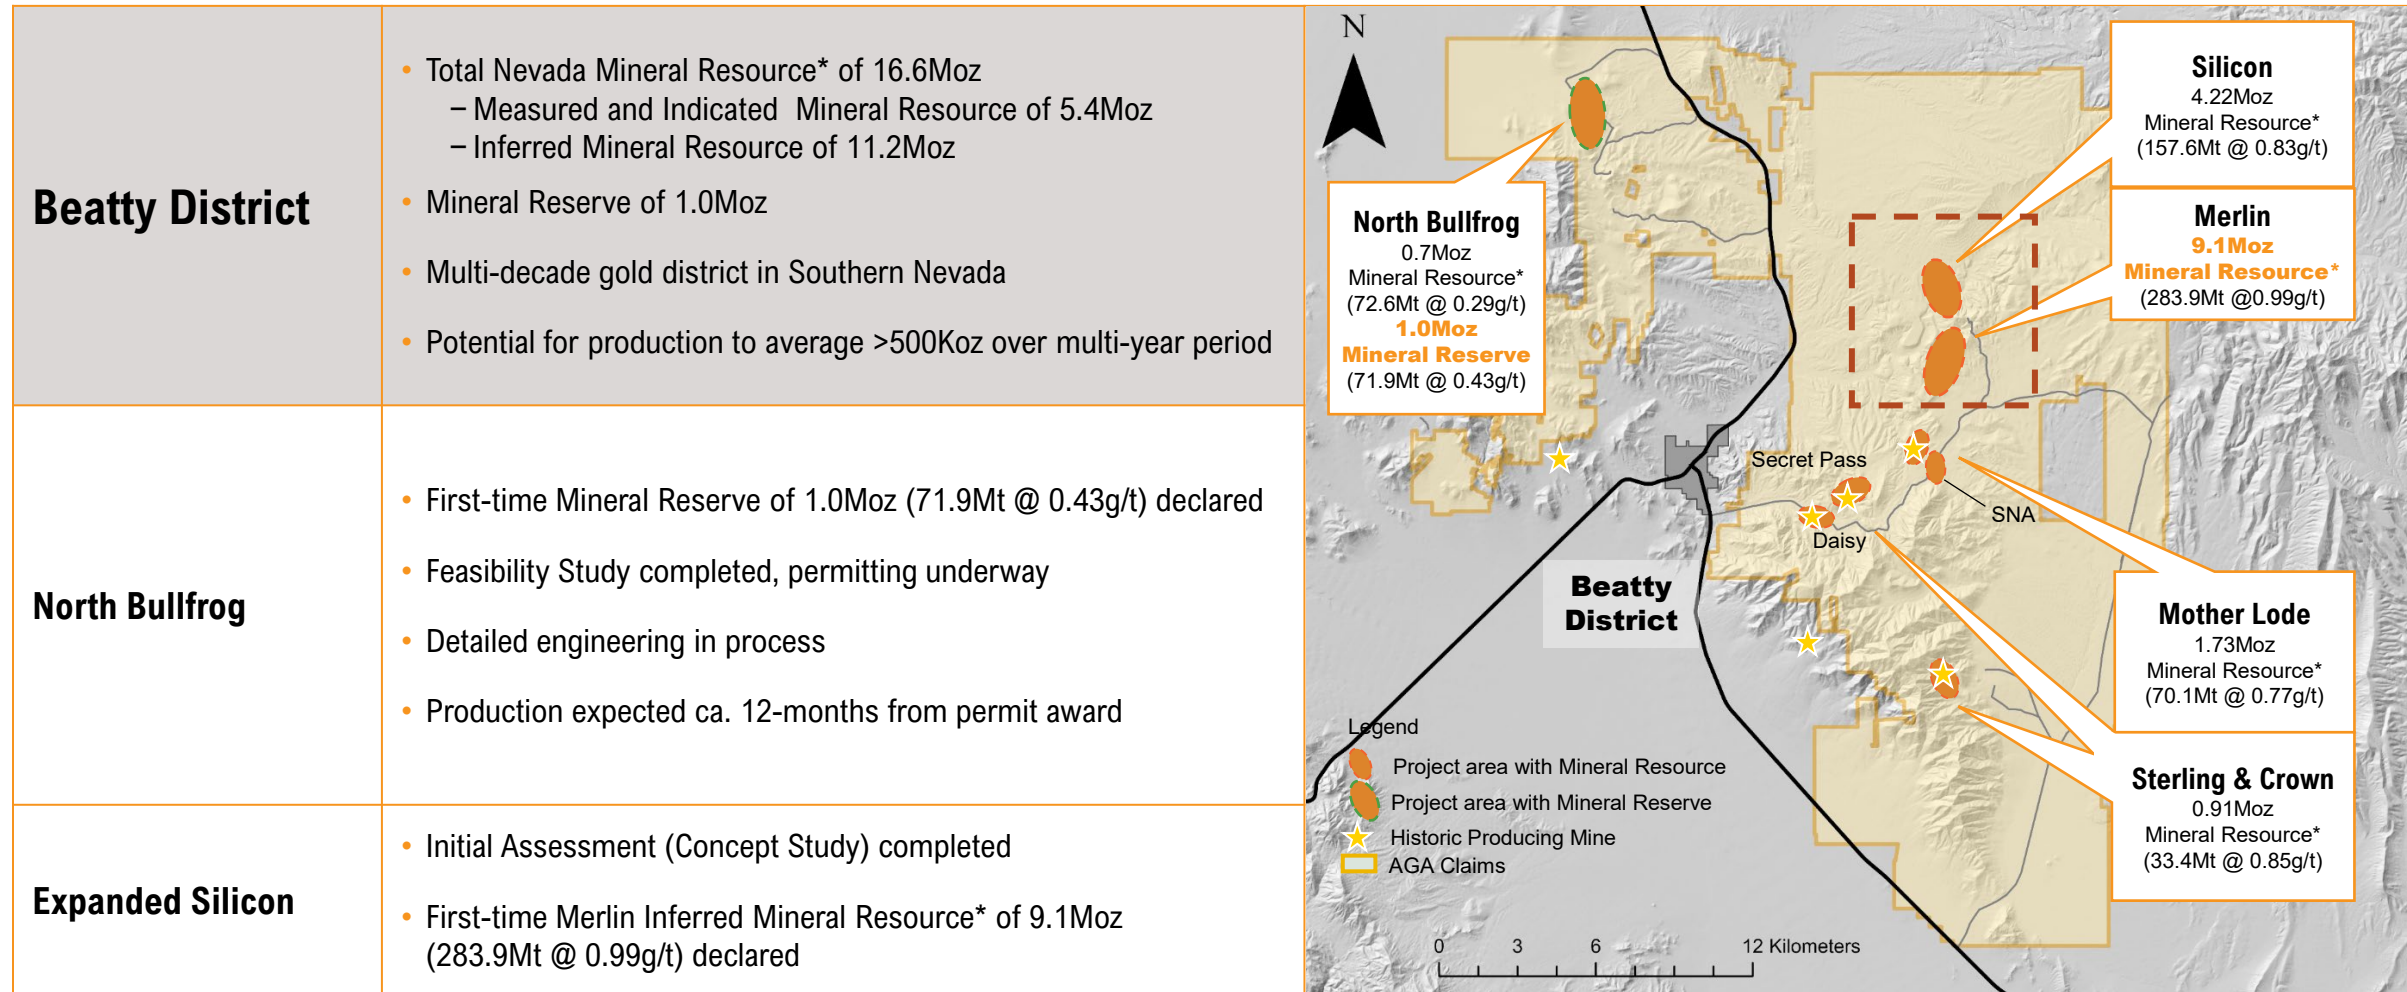 Beatty District
• Total Nevada Mineral Resource* of 16.6Moz
– Measured and Indicated Mineral Resource of 5.4Moz
– Inferred Mineral Resource of 11.2Moz
• Mineral Reserve of 1.0Moz
• Multi-decade gold district in Southern Nevada
• Potential for production to average >500Koz over multi-year period
North Bullfrog
• First-time Mineral Reserve of 1.0Moz (71.9Mt @ 0.43g/t) declared
• Feasibility Study completed, permitting underway
• Detailed engineering in process
• Production expected ca. 12-months from permit award
Expanded Silicon
• Initial Assessment (Concept Study) completed
• First-time Merlin Inferred Mineral Resource* of 9.1Moz
(283.9Mt @ 0.99g/t) declared
N
North Bullfrog
0.7Moz
Mineral Resource*
(72.6Mt @ 0.29g/t)
1.0Moz
Mineral Reserve
(71.9Mt @ 0.43g/t)
Silicon
4.22Moz
Mineral Resource*
(157.6Mt @ 0.83g/t)
Merlin
9.1Moz
Mineral Resource*
(283.9Mt @0.99g/t)
Secret Pass
SNA
Daisy
Beatty
District
Mother Lode
1.73Moz
Mineral Resource*
(70.1Mt @ 0.77g/t)
Sterling & Crown
0.91Moz
Mineral Resource*
(33.4Mt @ 0.85g/t)
Legend
Project area with Mineral Resource
Project area with Mineral Reserve
Historic Producing Mine
AGA Claims
0 3 6 12 Kilometers